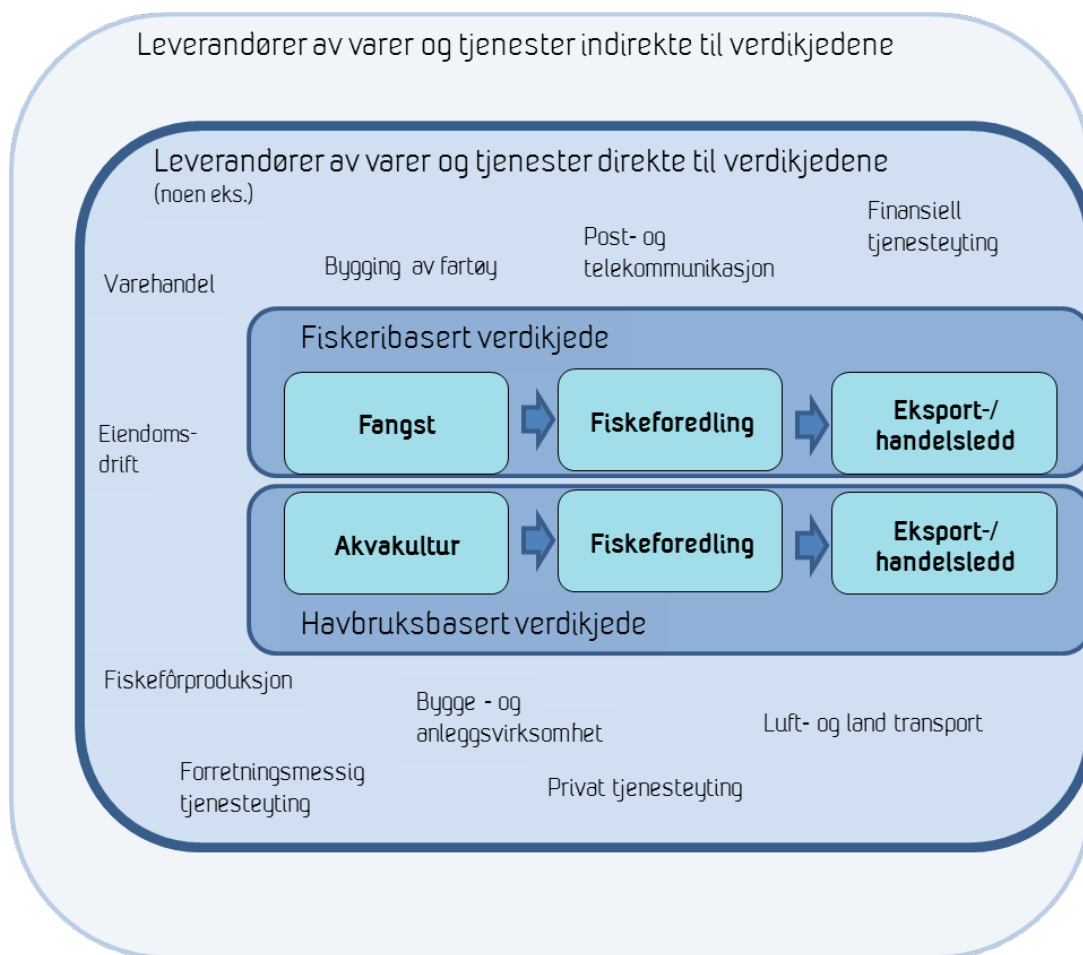 Leverandører av varer og tjenester indirekte til verdikjedene
Leverandører av varer og tjenester direkte til verdikjedene
(noen eks.)
Finansiell
tjenesteyting
Post- og
telekommunikasjon
Bygging av fartøy
Varehandel
Fiskeribasert verdikjede
Fangst
Fiskeforedling
Eksport-/
handelsledd
Eiendoms-
drift
Akvakultur
Fiskeforedling
Eksport-/
handelsledd
Havbruksbasert verdikjede
Fiskefôrproduksjon
Bygge - og
anleggsvirksomhet
Luft- og land transport
Forretningsmessig
tjenesteyting
Privat tjenesteyting